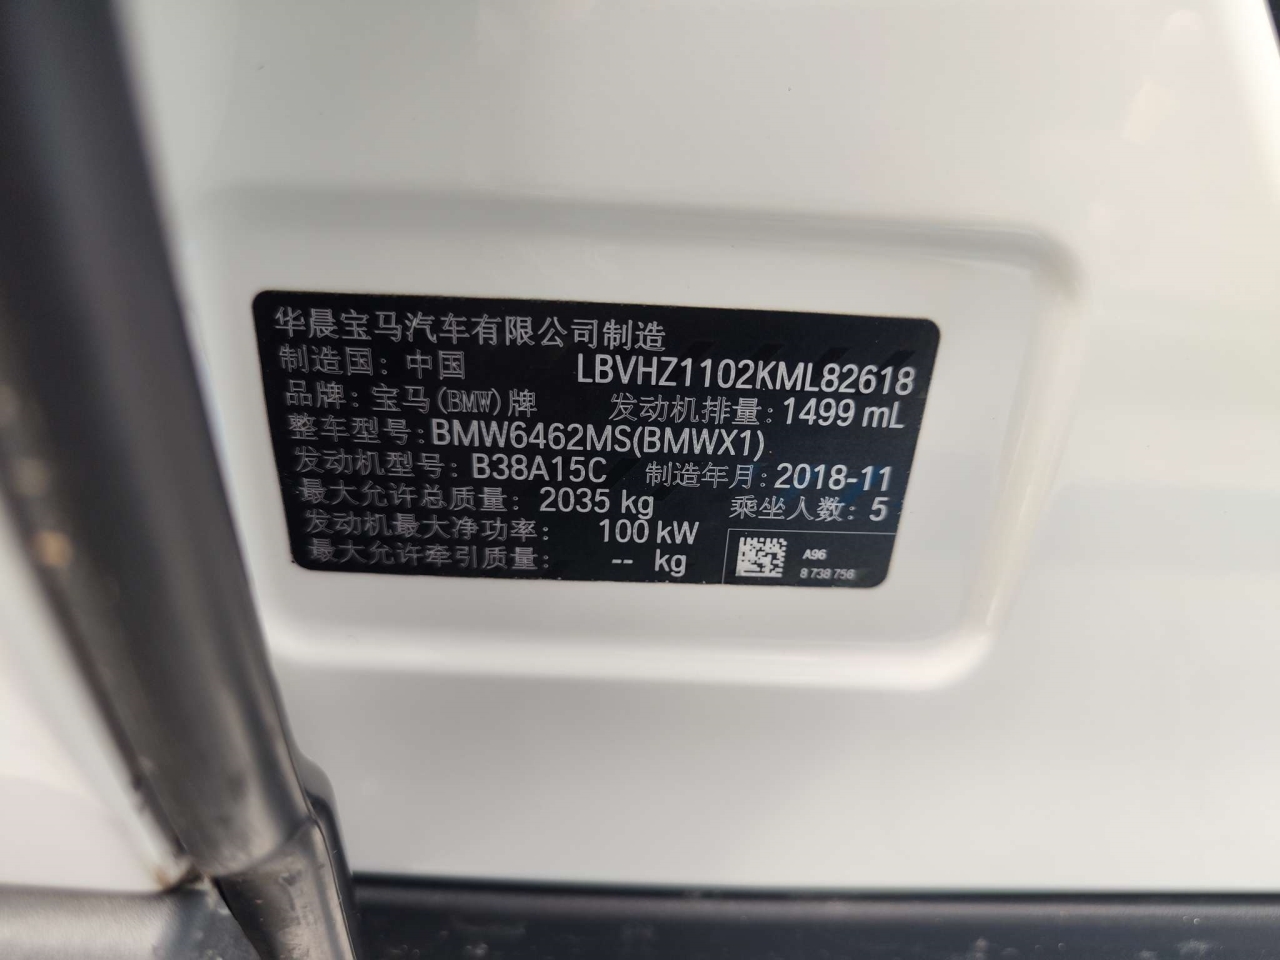 华晨宝马汽车有限公司制造
制造国：中国 LBVHZ1102KML82618
品牌：宝马(BMW)牌 发动机排量：1499 mL
整车型号：BMW6462MS(BMWX1)
发动机型号：B38A15C 制造年月：2018-11
最大允许总质量：2035 kg 乘坐人数：5
发动机最大净功率：100 kW
最大允许牵引质量：-- kg
A96
8 738 756